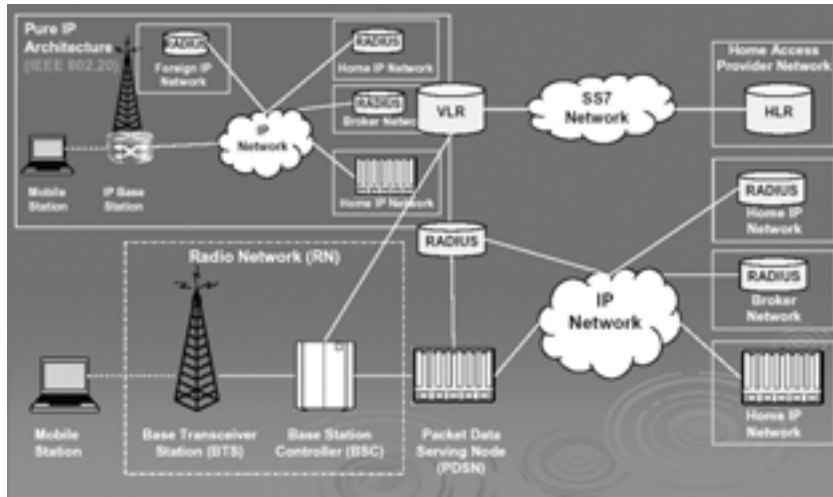 Pure IP
Architecture
(IEEE 802.20)
RADIUS
Foreign IP
Network
RADIUS
Home IP Network
RADIUS
Broker Network
IP
Network
Home IP Network
Mobile
Station
IP Base
Station
VLR
SS7
Network
Home Access
Provider Network
HLR
RADIUS
Home IP
Network
RADIUS
Broker
Network
RADIUS
IP
Network
Home IP
Network
Radio Network (RN)
Mobile
Station
Base Transceiver
Station (BTS)
Base Station
Controller (BSC)
Packet Data
Serving Node
(PDSN)